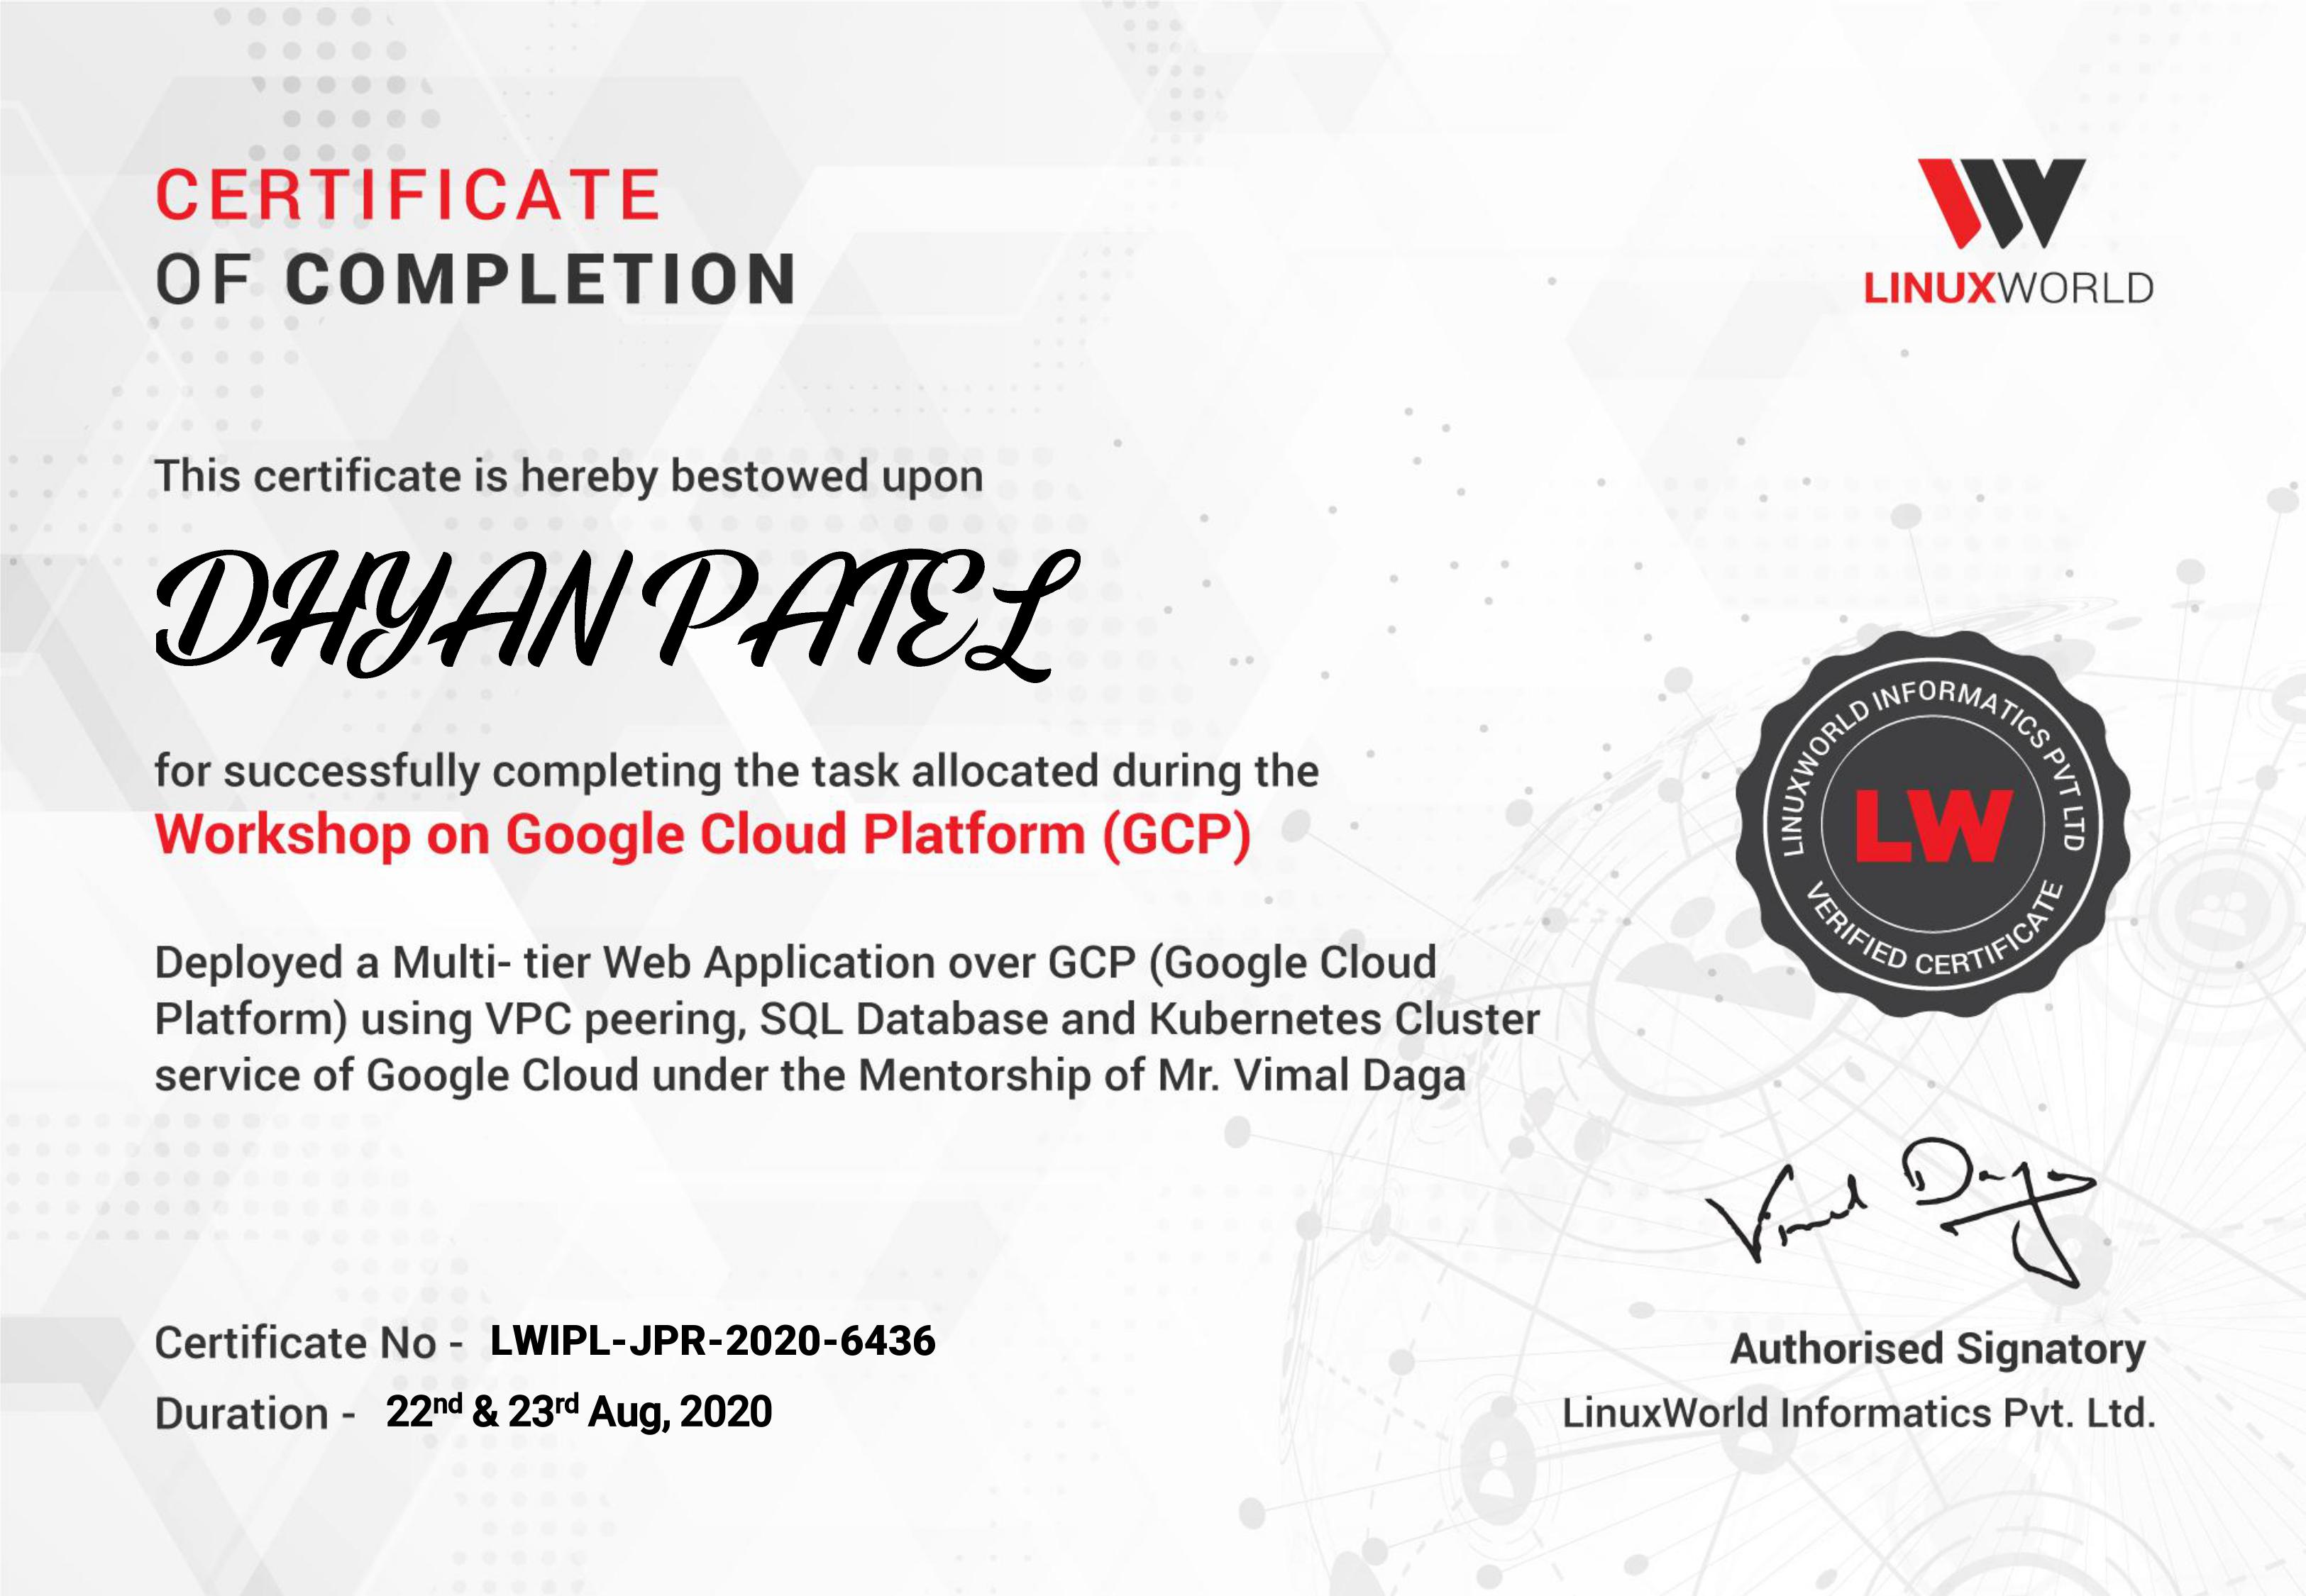 CERTIFICATE
OF COMPLETION
LINUXWORLD
This certificate is hereby bestowed upon
DHYAN PATEL
for successfully completing the task allocated during the
Workshop on Google Cloud Platform (GCP)
LINUXWORLD INFORMATICS PVT LTD
LW
VERIFIED CERTIFICATE
Deployed a Multi- tier Web Application over GCP (Google Cloud
Platform) using VPC peering, SQL Database and Kubernetes Cluster
service of Google Cloud under the Mentorship of Mr. Vimal Daga
Vimal Daga
Certificate No - LWIPL-JPR-2020-6436
Duration - 22nd & 23rd Aug, 2020
Authorised Signatory
LinuxWorld Informatics Pvt. Ltd.